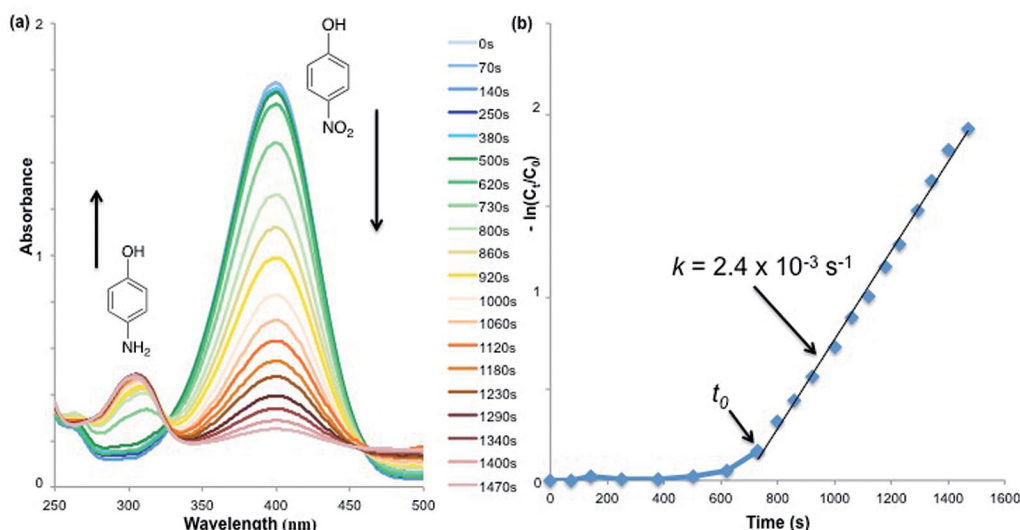 (a)
2
1
0
Absorbance
250
300
350
400
450
500
Wavelength (nm)
OH
NO₂
OH
NH₂
0s
70s
140s
250s
380s
500s
620s
730s
800s
860s
920s
1000s
1060s
1120s
1180s
1230s
1290s
1340s
1400s
1470s
(b)
2
1
0
- ln(Cₜ/C₀)
k = 2.4 x 10⁻³ s⁻¹
t₀
0
200
400
600
800
1000
1200
1400
1600
Time (s)